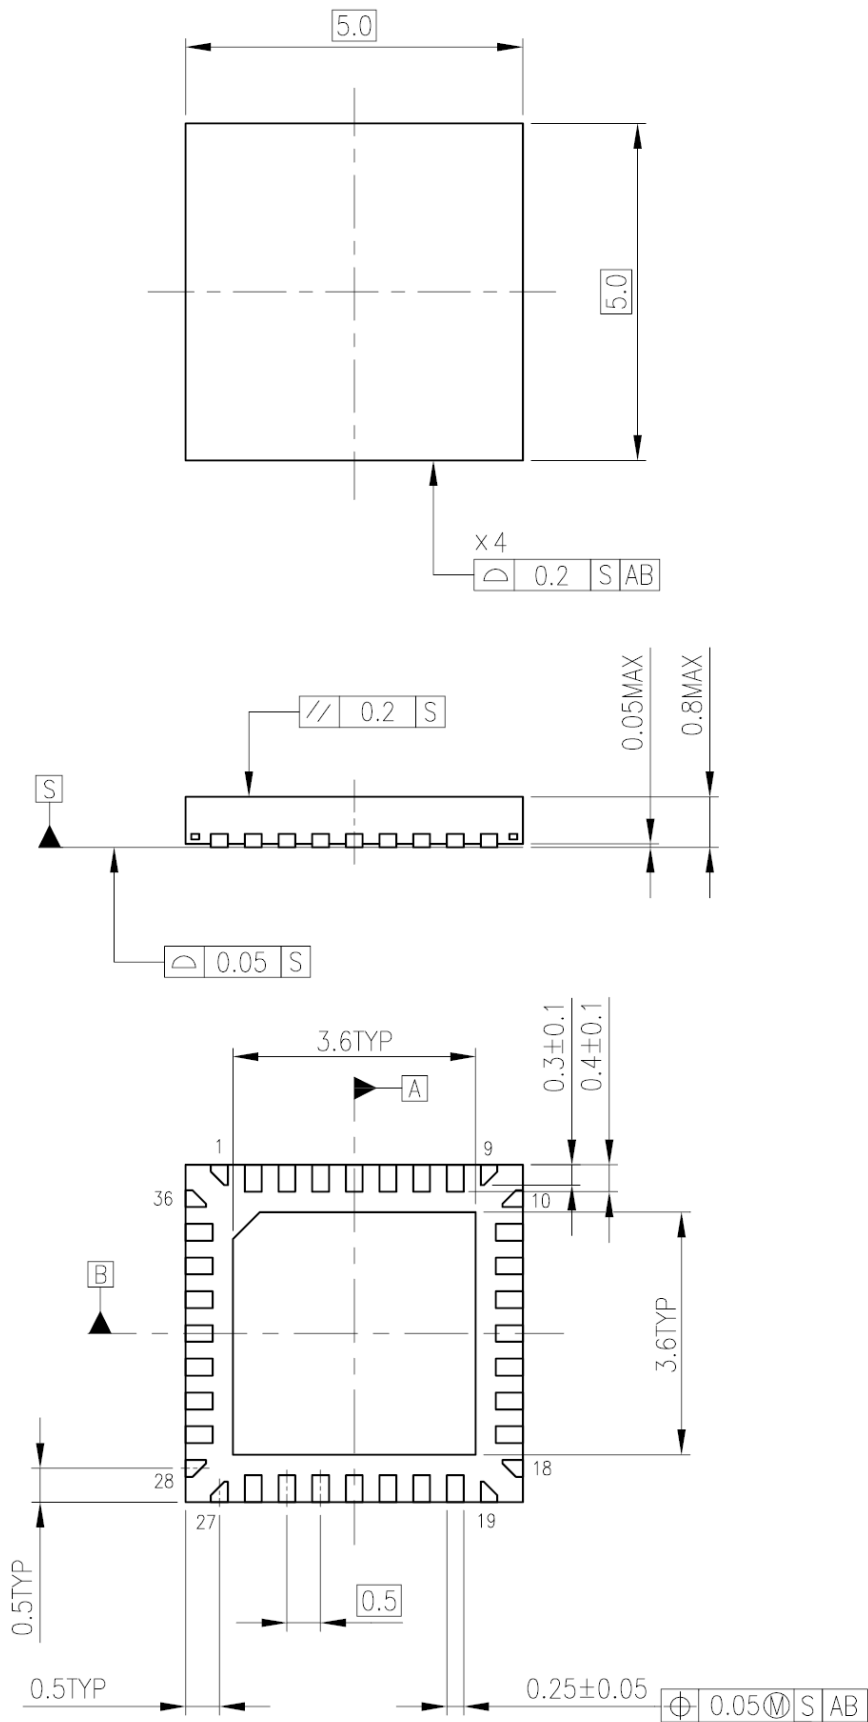 5.0
5.0
×4
⌓ 0.2 S AB
0.05MAX
0.8MAX
// 0.2 S
S
⌓ 0.05 S
3.6TYP
0.3±0.1
0.4±0.1
A
1
9
36
10
B
3.6TYP
28
18
27
19
0.5TYP
0.5
0.5TYP
0.25±0.05
⌖ 0.05Ⓜ S AB